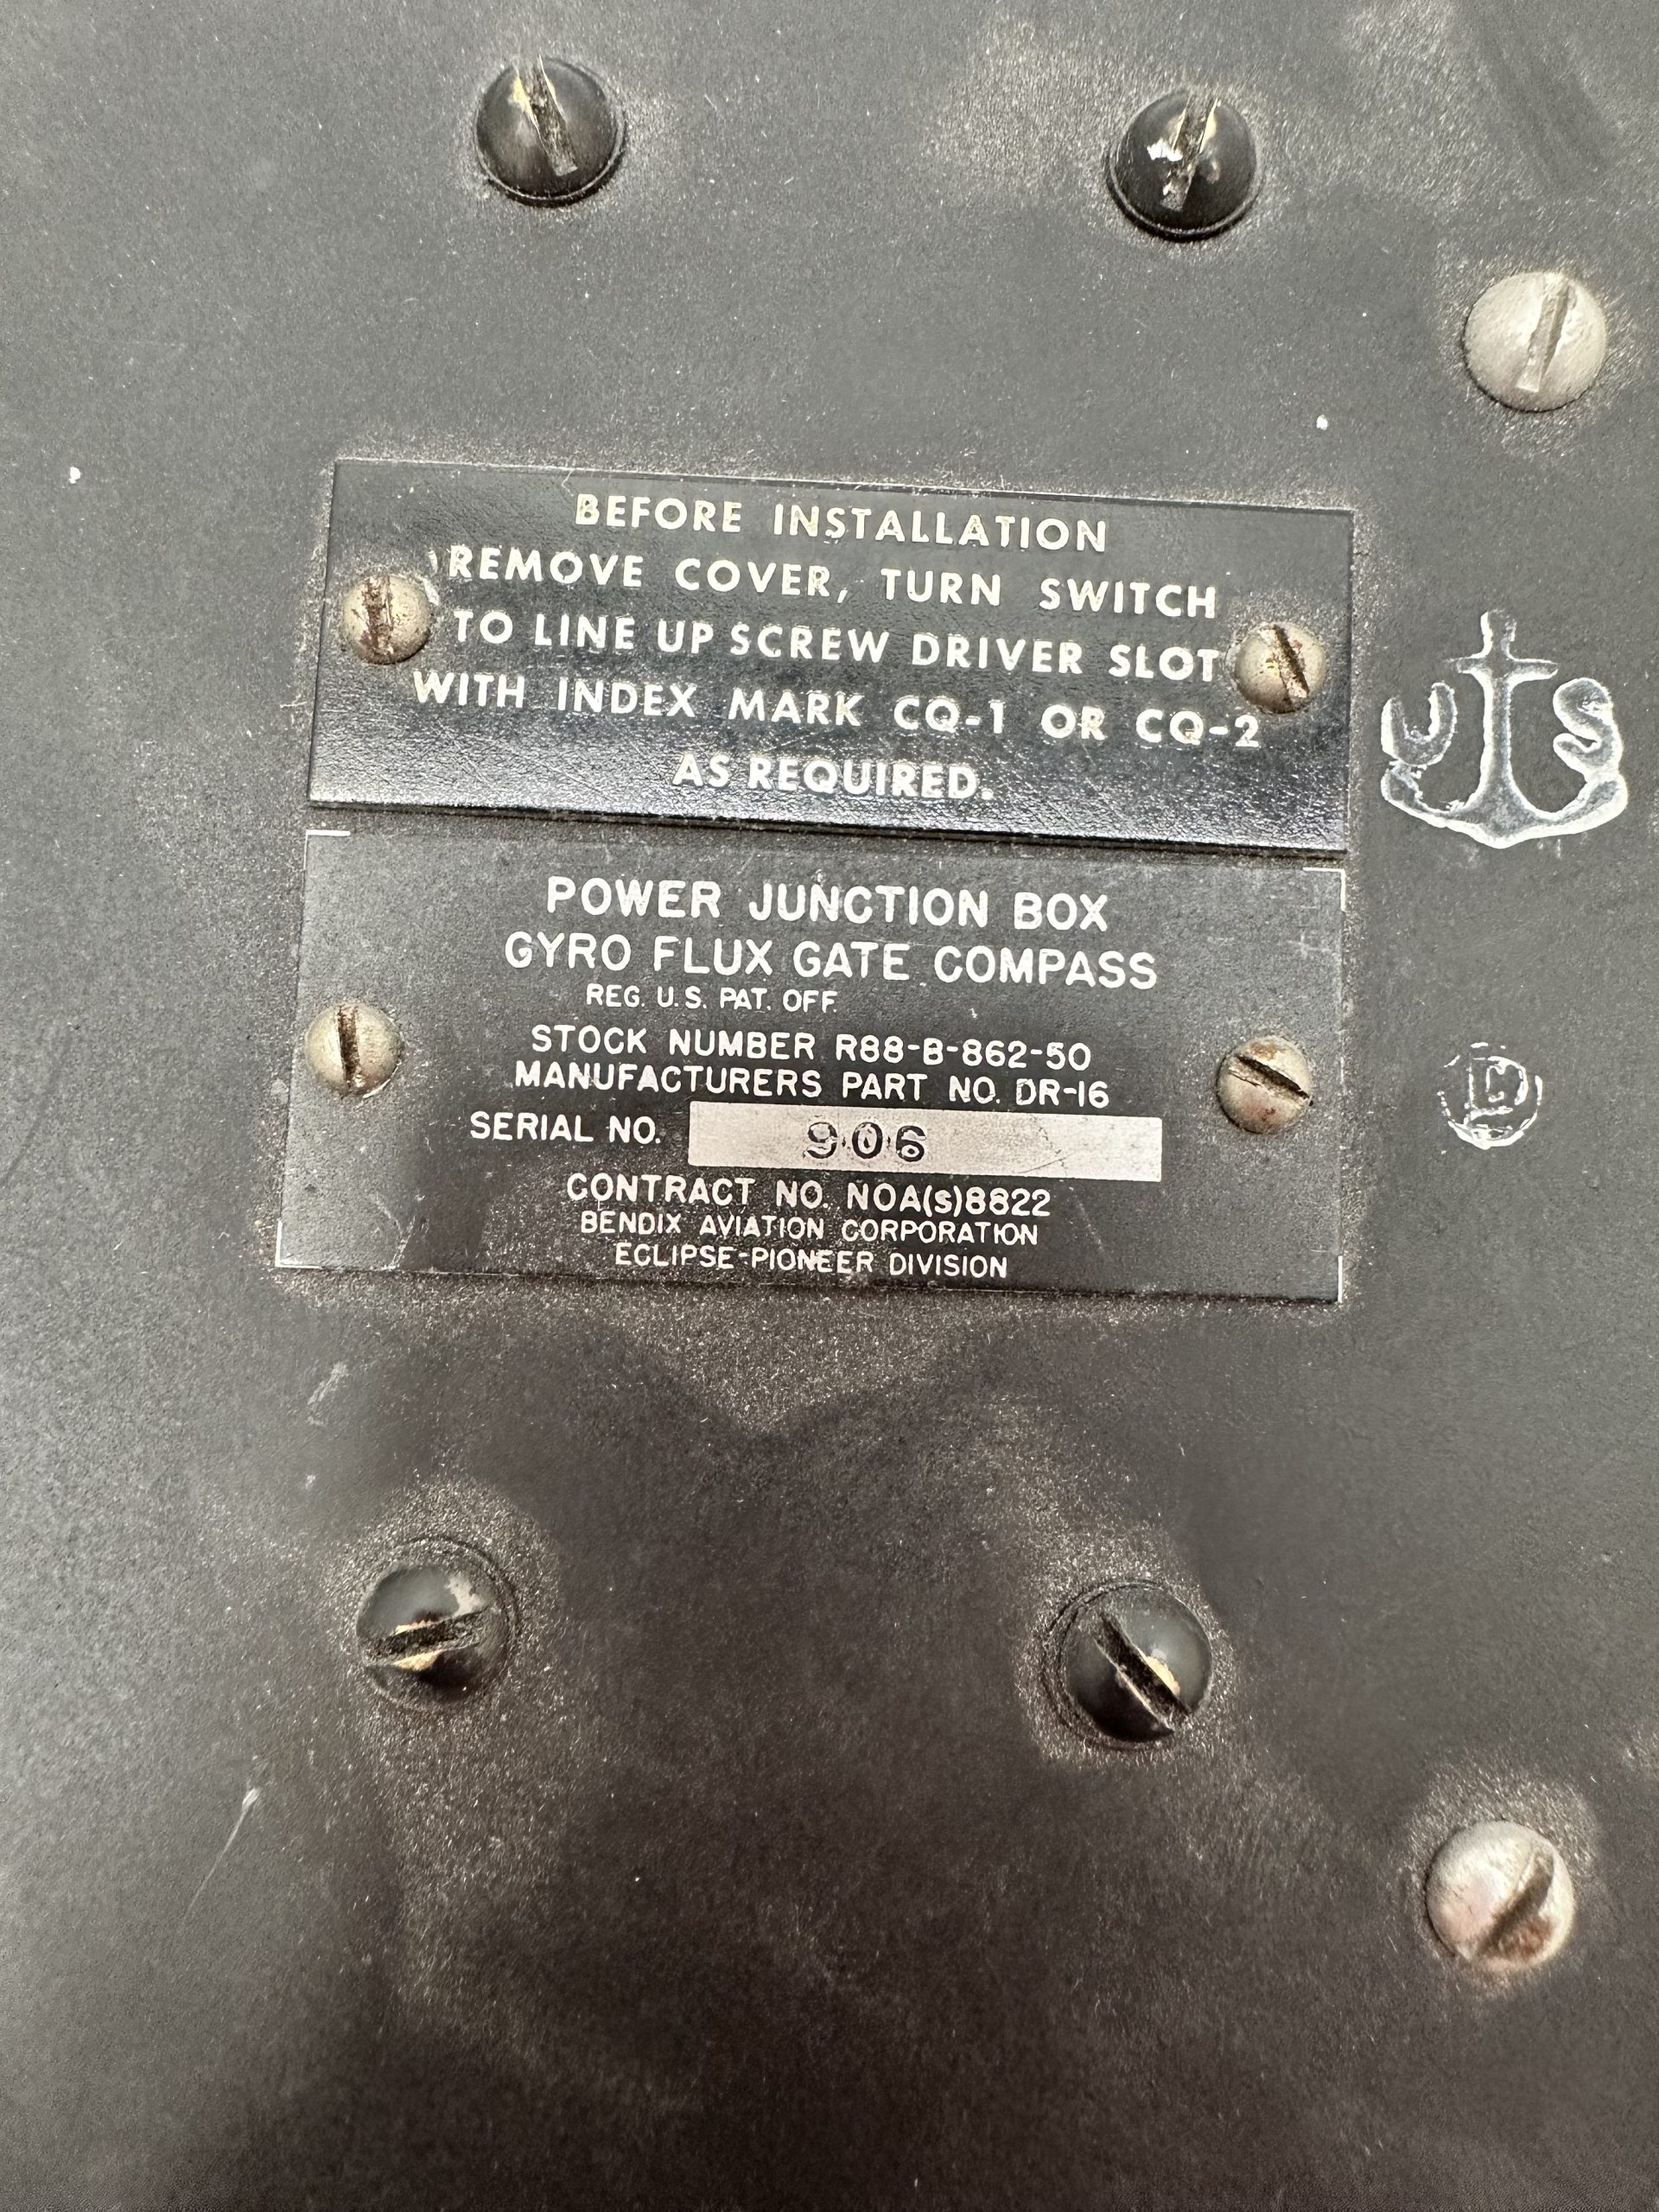 BEFORE INSTALLATION
REMOVE COVER, TURN SWITCH
TO LINE UP SCREW DRIVER SLOT
WITH INDEX MARK CQ-1 OR CQ-2
AS REQUIRED.
U S
POWER JUNCTION BOX
GYRO FLUX GATE COMPASS
REG. U.S. PAT. OFF.
STOCK NUMBER R88-B-862-50
MANUFACTURERS PART NO. DR-16
SERIAL NO. 906
CONTRACT NO. NOA(s)8822
BENDIX AVIATION CORPORATION
ECLIPSE-PIONEER DIVISION